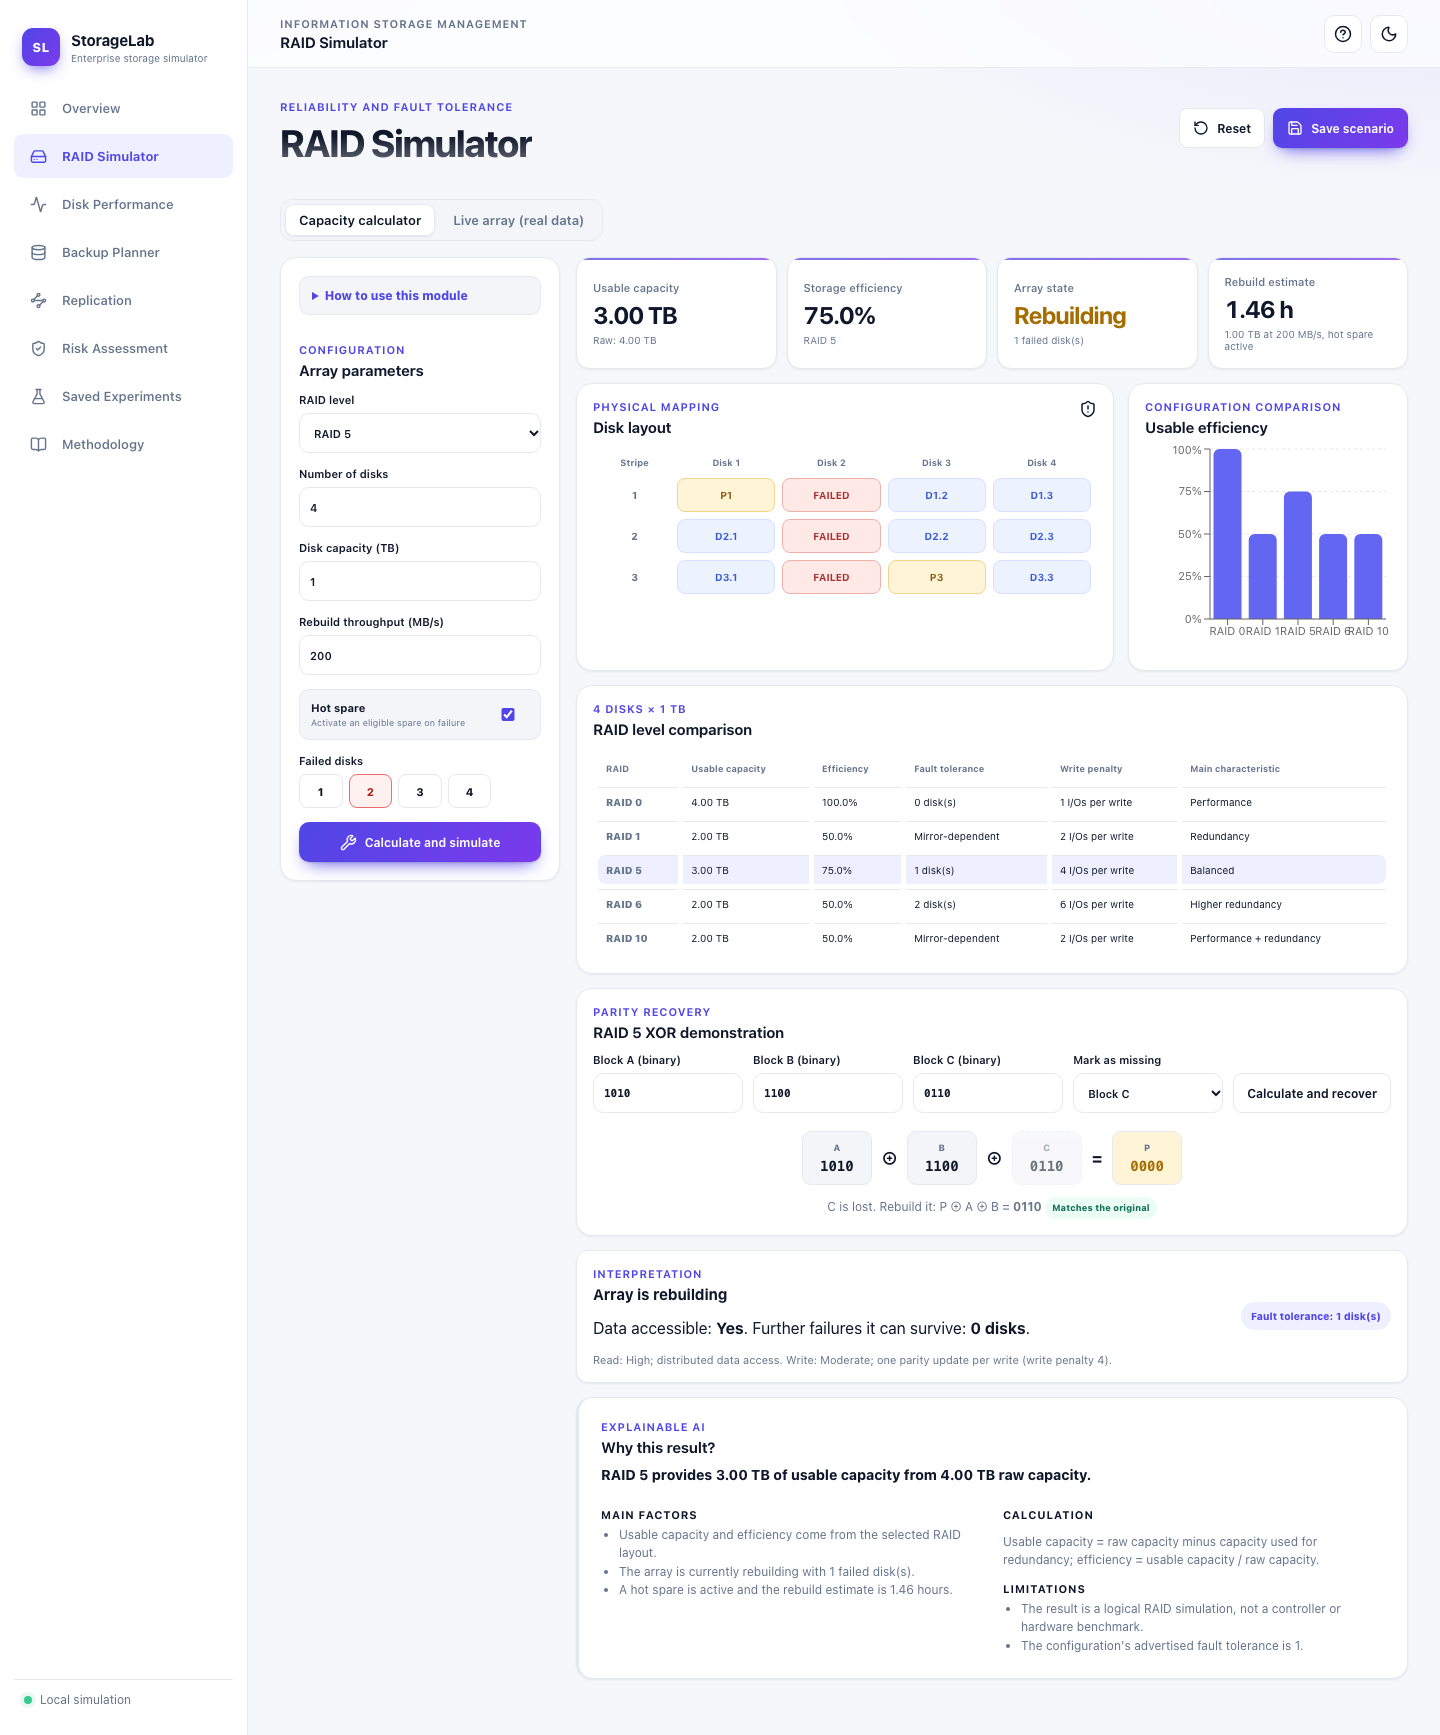 SL
StorageLab
Enterprise storage simulator
Overview
RAID Simulator
Disk Performance
Backup Planner
Replication
Risk Assessment
Saved Experiments
Methodology
Local simulation
INFORMATION STORAGE MANAGEMENT
RAID Simulator
RELIABILITY AND FAULT TOLERANCE
RAID Simulator
Reset
Save scenario
Capacity calculator
Live array (real data)
How to use this module
CONFIGURATION
Array parameters
RAID level
RAID 5
Number of disks
4
Disk capacity (TB)
1
Rebuild throughput (MB/s)
200
Hot spare
Activate an eligible spare on failure
Failed disks
1 2 3 4
Calculate and simulate
Usable capacity
3.00 TB
Raw: 4.00 TB
Storage efficiency
75.0%
RAID 5
Array state
Rebuilding
1 failed disk(s)
Rebuild estimate
1.46 h
1.00 TB at 200 MB/s, hot spare
active
PHYSICAL MAPPING
Disk layout
Stripe Disk 1 Disk 2 Disk 3 Disk 4
1 P1 FAILED D1.2 D1.3
2 D2.1 FAILED D2.2 D2.3
3 D3.1 FAILED P3 D3.3
CONFIGURATION COMPARISON
Usable efficiency
100%
75%
50%
25%
0%
RAID 0 RAID 1 RAID 5 RAID 6 RAID 10
4 DISKS × 1 TB
RAID level comparison
RAID Usable capacity Efficiency Fault tolerance Write penalty Main characteristic
RAID 0 4.00 TB 100.0% 0 disk(s) 1 I/Os per write Performance
RAID 1 2.00 TB 50.0% Mirror-dependent 2 I/Os per write Redundancy
RAID 5 3.00 TB 75.0% 1 disk(s) 4 I/Os per write Balanced
RAID 6 2.00 TB 50.0% 2 disk(s) 6 I/Os per write Higher redundancy
RAID 10 2.00 TB 50.0% Mirror-dependent 2 I/Os per write Performance + redundancy
PARITY RECOVERY
RAID 5 XOR demonstration
Block A (binary) Block B (binary) Block C (binary) Mark as missing
1010 1100 0110 Block C Calculate and recover
A B C P
1010 ⊕ 1100 ⊕ 0110 = 0000
C is lost. Rebuild it: P ⊕ A ⊕ B = 0110 Matches the original
INTERPRETATION
Array is rebuilding
Data accessible: Yes. Further failures it can survive: 0 disks.
Read: High; distributed data access. Write: Moderate; one parity update per write (write penalty 4).
Fault tolerance: 1 disk(s)
EXPLAINABLE AI
Why this result?
RAID 5 provides 3.00 TB of usable capacity from 4.00 TB raw capacity.
MAIN FACTORS
• Usable capacity and efficiency come from the selected RAID
layout.
• The array is currently rebuilding with 1 failed disk(s).
• A hot spare is active and the rebuild estimate is 1.46 hours.
CALCULATION
Usable capacity = raw capacity minus capacity used for
redundancy; efficiency = usable capacity / raw capacity.
LIMITATIONS
• The result is a logical RAID simulation, not a controller or
hardware benchmark.
• The configuration's advertised fault tolerance is 1.